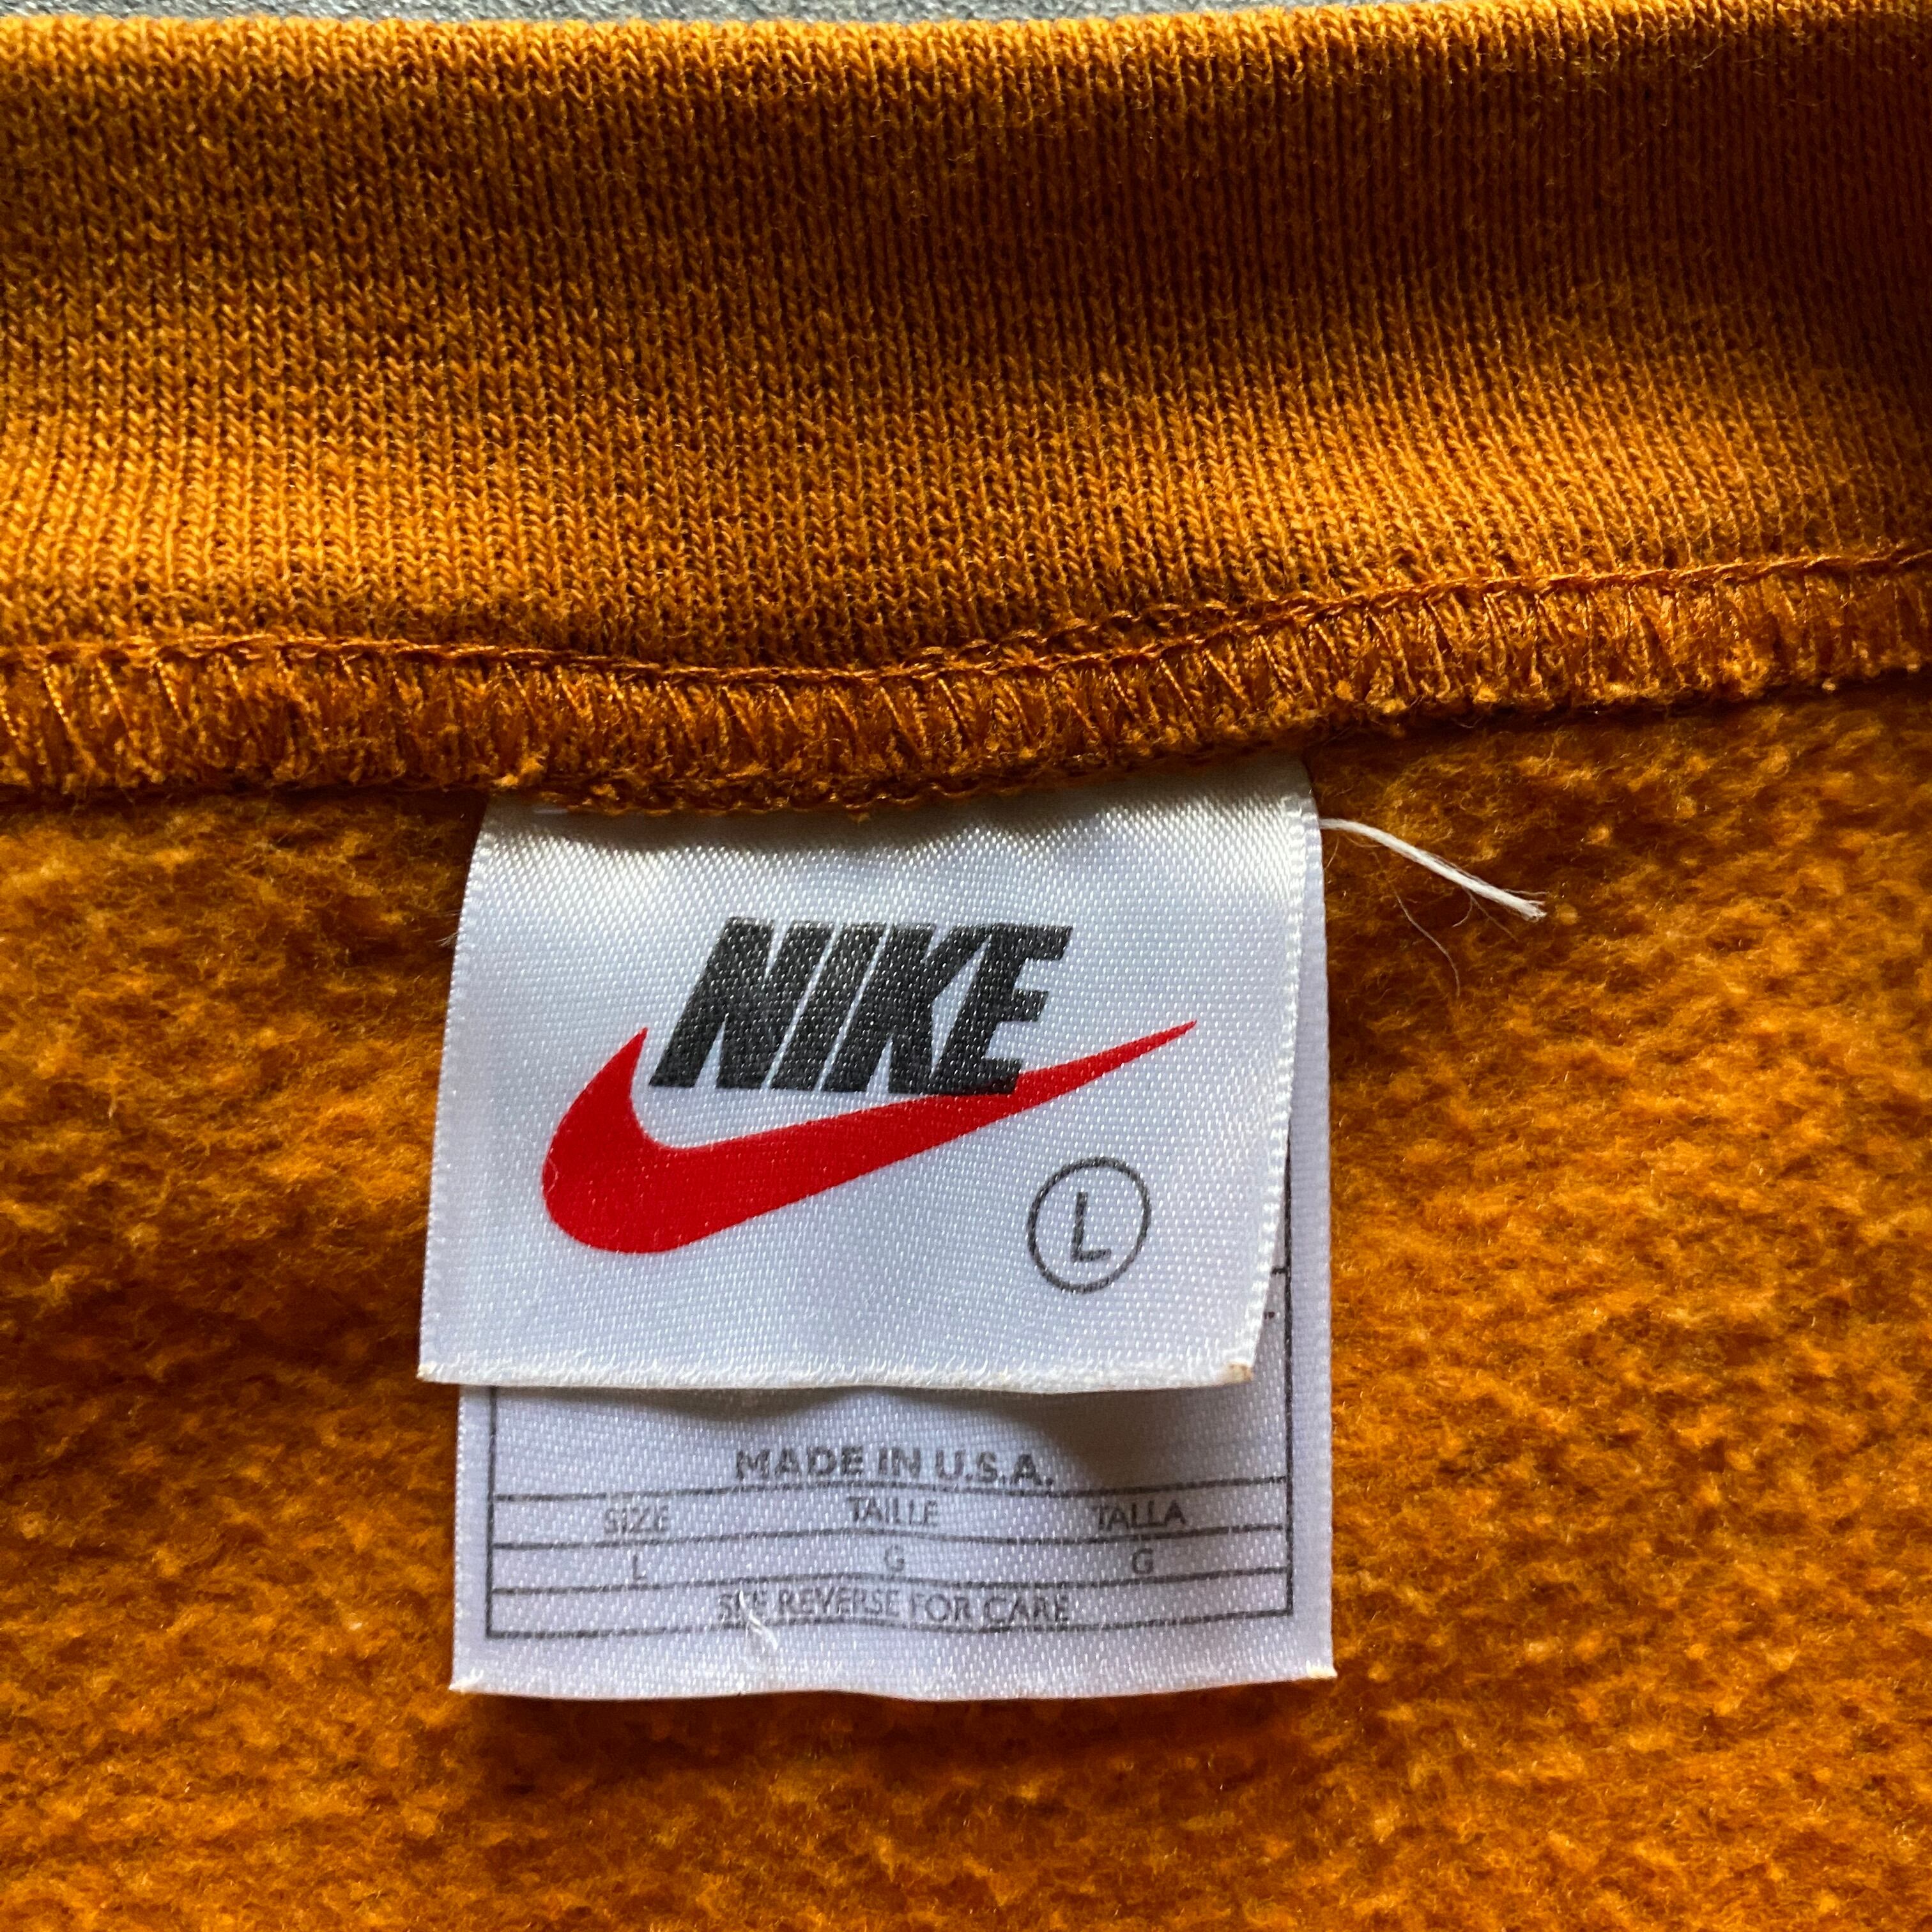 NIKE
L
MADE IN U.S.A.
SIZE TAILLE TALLA
L G G
SEE REVERSE FOR CARE